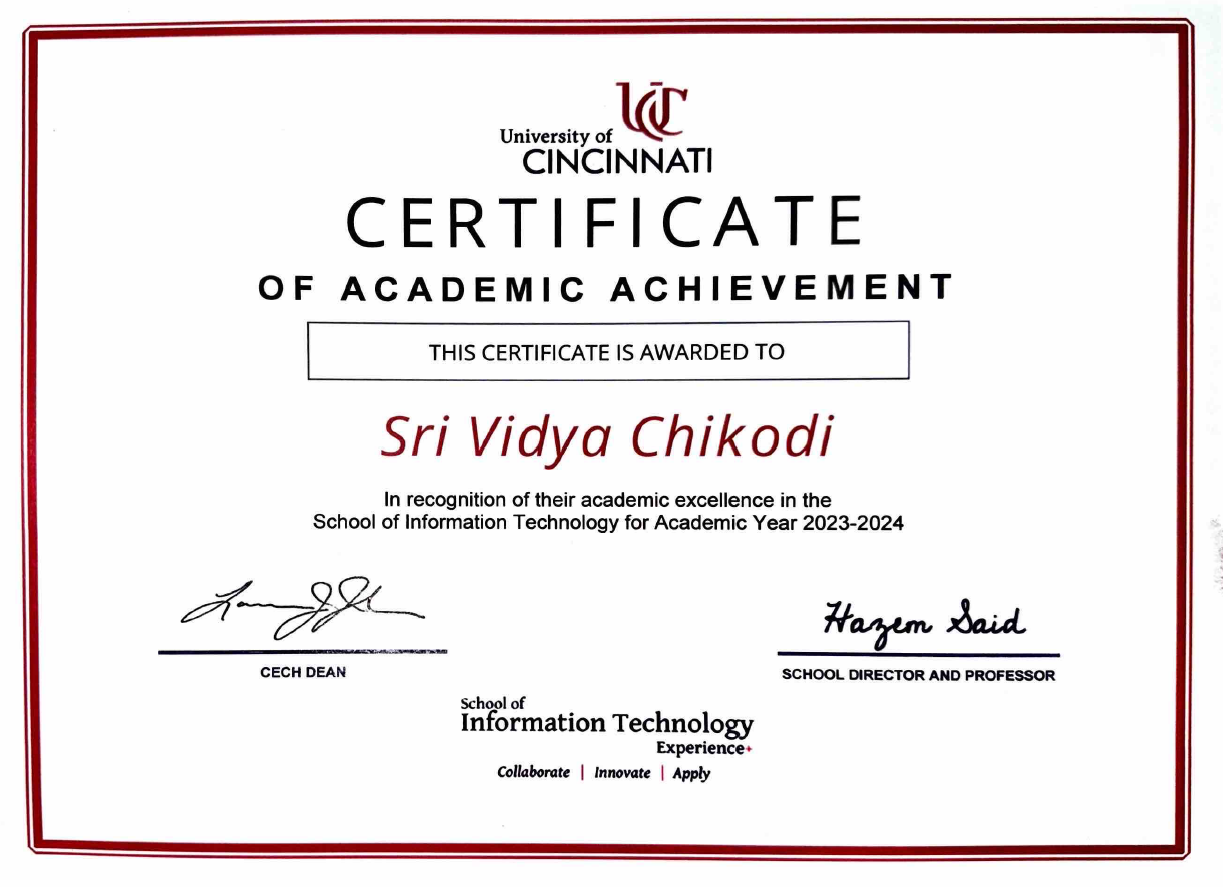 UC
University of
CINCINNATI
CERTIFICATE
OF ACADEMIC ACHIEVEMENT
THIS CERTIFICATE IS AWARDED TO
Sri Vidya Chikodi
In recognition of their academic excellence in the
School of Information Technology for Academic Year 2023-2024
Hazem Said
CECH DEAN
SCHOOL DIRECTOR AND PROFESSOR
School of
Information Technology
Experience+
Collaborate | Innovate | Apply